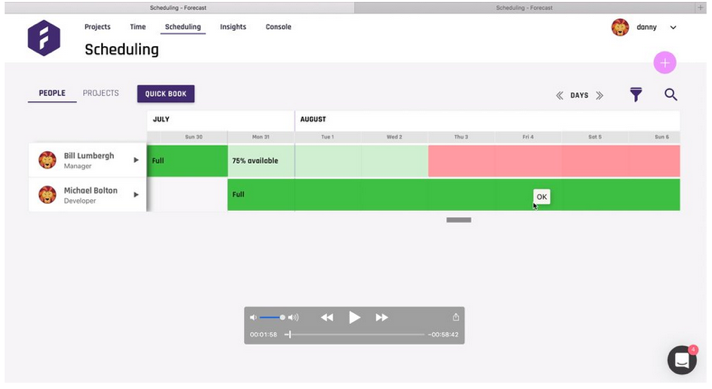 Scheduling - Forecast
Scheduling - Forecast
Projects Time Scheduling Insights Console
danny
Scheduling
+
PEOPLE PROJECTS QUICK BOOK
DAYS
JULY AUGUST
Sun 30 Mon 31 Tue 1 Wed 2 Thu 3 Fri 4 Sat 5 Sun 6
Bill Lumbergh
Manager
Full 75% available
Michael Bolton
Developer
Full
OK
00:01:58 -00:58:42
4